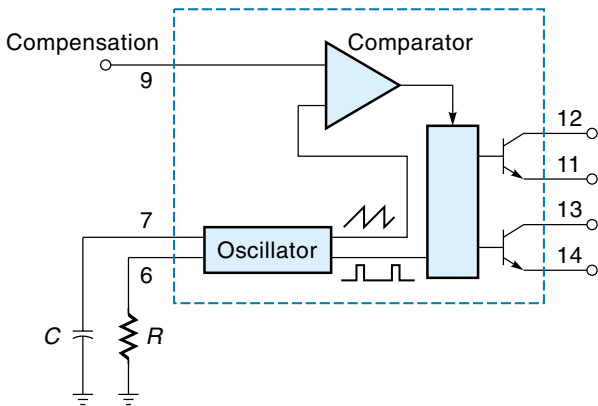 Compensation
Comparator
9
12
11
7
13
Oscillator
6
14
C
R